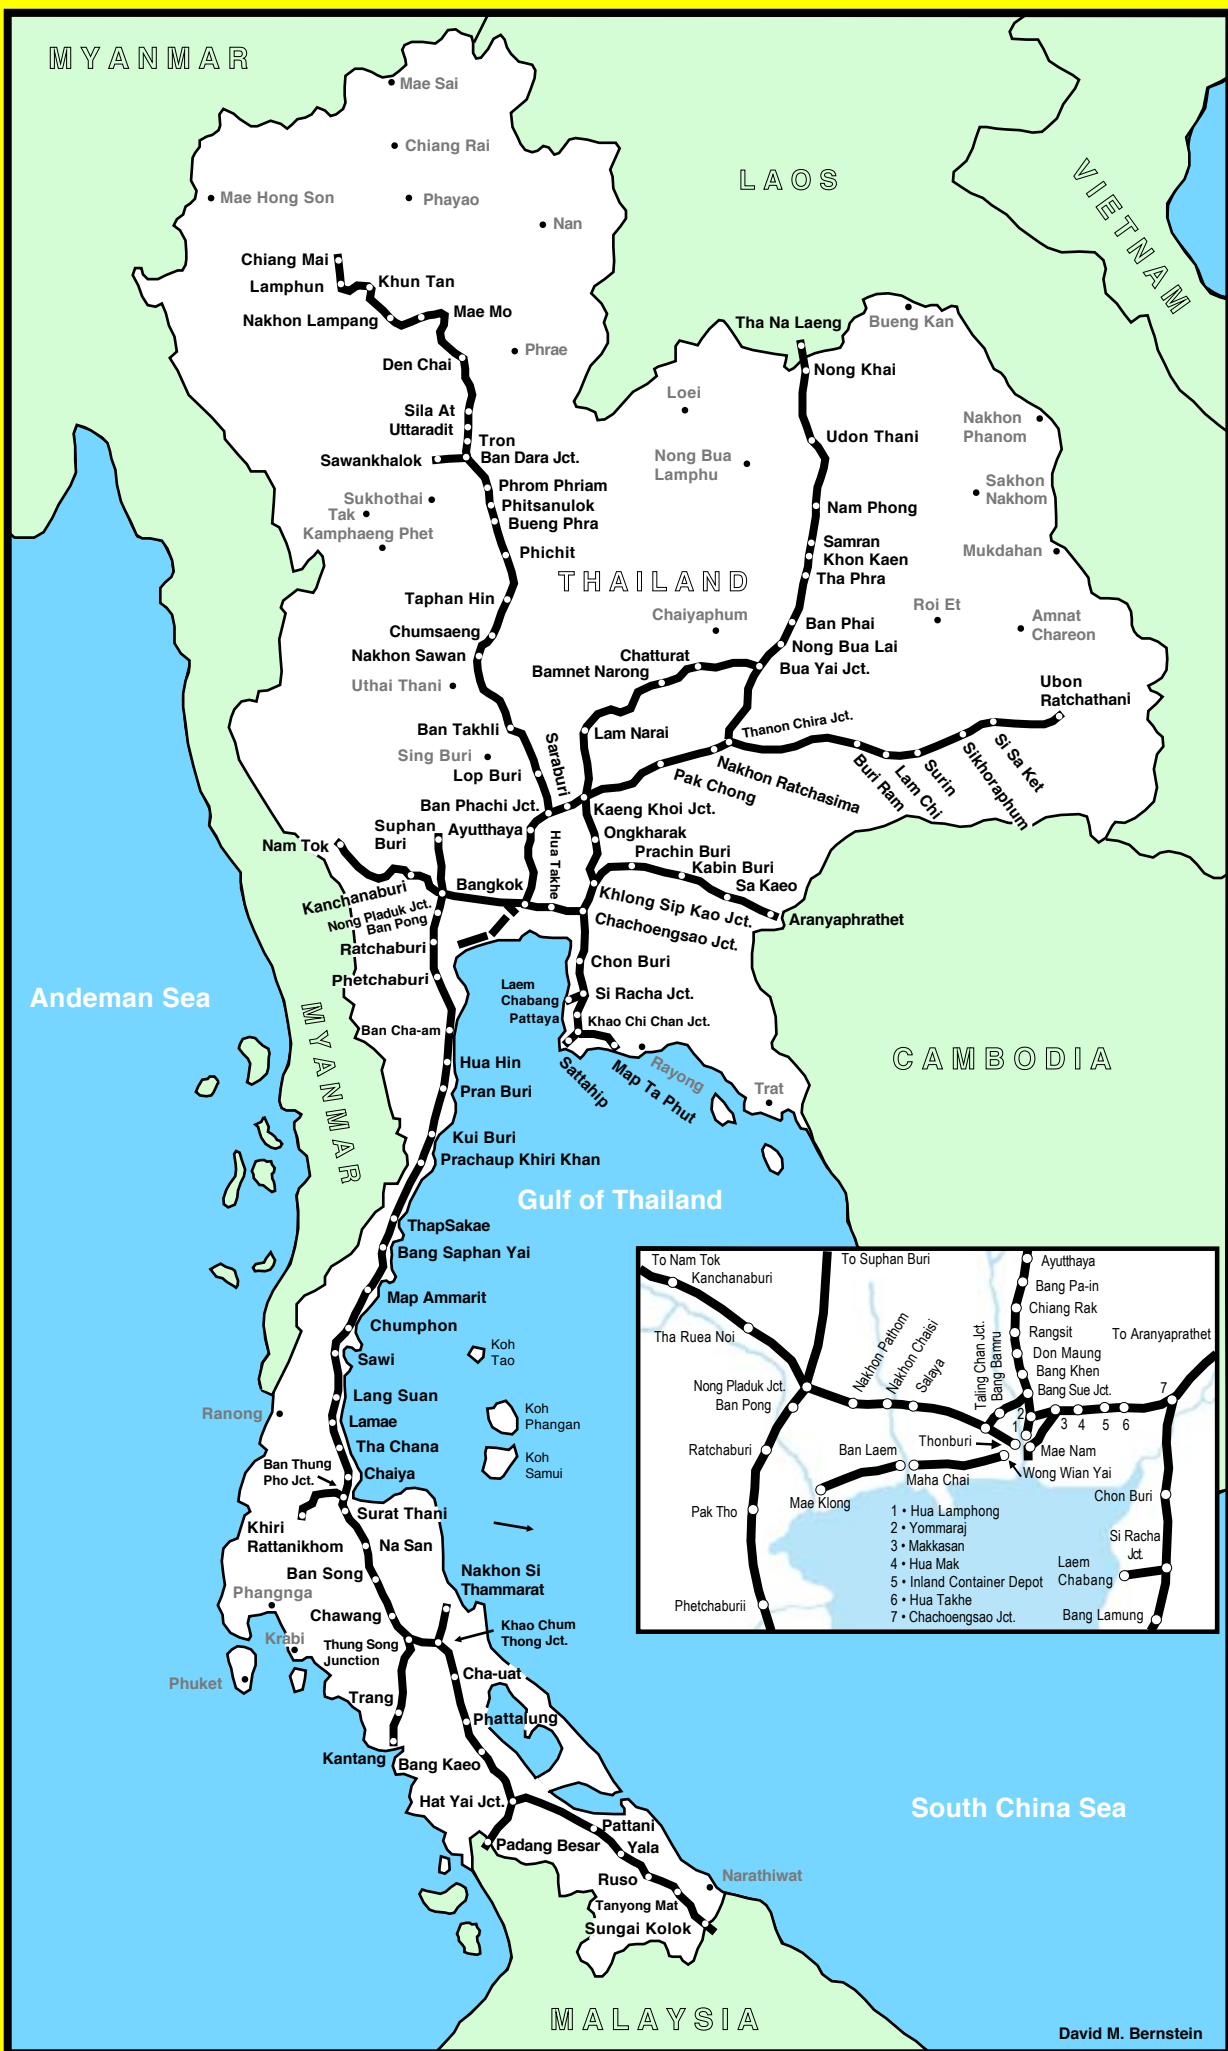 MYANMAR
Mae Sai
Chiang Rai
LAOS
VIETNAM
Mae Hong Son
Phayao
Nan
Chiang Mai
Lamphun
Khun Tan
Nakhon Lampang
Mae Mo
Tha Na Laeng
Bueng Kan
Den Chai
Phrae
Nong Khai
Loei
Sila At
Uttaradit
Nakhon
Phanom
Tron
Udon Thani
Sawankhalok
Ban Dara Jct.
Nong Bua
Lamphu
Phrom Phriam
Sakhon
Nakhom
Sukhothai
Tak
Phitsanulok
Nam Phong
Bueng Phra
Kamphaeng Phet
Samran
Phichit
Khon Kaen
Mukdahan
THAILAND
Tha Phra
Taphan Hin
Roi Et
Chaiyaphum
Amnat
Chareon
Chumsaeng
Ban Phai
Nong Bua Lai
Nakhon Sawan
Chatturat
Bamnet Narong
Bua Yai Jct.
Uthai Thani
Ubon
Ratchathani
Ban Takhli
Lam Narai
Thanon Chira Jct.
Sing Buri
Saraburi
Si Sa Ket
Sikhoraphum
Surin
Lam Chi
Buri Ram
Lop Buri
Nakhon Ratchasima
Pak Chong
Ban Phachi Jct.
Kaeng Khoi Jct.
Suphan
Buri
Ayutthaya
Ongkharak
Nam Tok
Hua Takhe
Prachin Buri
Kabin Buri
Bangkok
Sa Kaeo
Kanchanaburi
Khlong Sip Kao Jct.
Nong Pladuk Jct.
Ban Pong
Aranyaphrathet
Chachoengsao Jct.
Ratchaburi
Chon Buri
Phetchaburi
Laem
Chabang
Si Racha Jct.
Andeman Sea
Pattaya
Khao Chi Chan Jct.
MYANMAR
Ban Cha-am
CAMBODIA
Hua Hin
Sattahip
Map Ta Phut
Rayong
Pran Buri
Trat
Kui Buri
Prachaup Khiri Khan
Gulf of Thailand
ThapSakae
Bang Saphan Yai
Map Ammarit
Chumphon
Koh
Tao
Sawi
Lang Suan
Ranong
Koh
Phangan
Lamae
Tha Chana
Koh
Samui
Ban Thung
Pho Jct.
Chaiya
Surat Thani
Khiri
Rattanikhom
Na San
Ban Song
Nakhon Si
Thammarat
Phangnga
Chawang
Khao Chum
Thong Jct.
Krabi
Thung Song
Junction
Phuket
Cha-uat
Trang
Phattalung
Kantang
Bang Kaeo
Hat Yai Jct.
South China Sea
Pattani
Padang Besar
Yala
Ruso
Narathiwat
Tanyong Mat
Sungai Kolok
MALAYSIA
David M. Bernstein
To Nam Tok
To Suphan Buri
Ayutthaya
Kanchanaburi
Bang Pa-in
Chiang Rak
Tha Ruea Noi
Rangsit
To Aranyaprathet
Don Maung
Nakhon Pathom
Nakhon Chaisi
Salaya
Taling Chan Jct.
Bang Bamru
Bang Khen
Nong Pladuk Jct.
Bang Sue Jct.
7
Ban Pong
2
1
3
4
5
6
Thonburi
Ratchaburi
Ban Laem
Mae Nam
Maha Chai
Wong Wian Yai
Mae Klong
Chon Buri
Pak Tho
1 • Hua Lamphong
2 • Yommaraj
3 • Makkasan
4 • Hua Mak
5 • Inland Container Depot
6 • Hua Takhe
7 • Chachoengsao Jct.
Si Racha
Jct.
Laem
Chabang
Phetchaburii
Bang Lamung